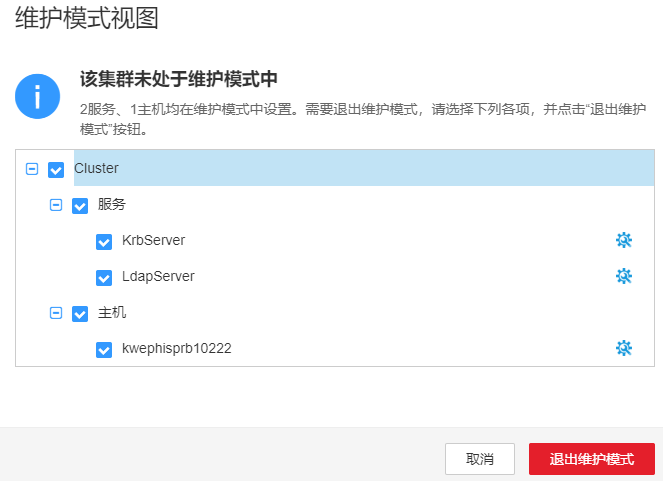 维护模式视图
该集群未处于维护模式中
2服务、1主机均在维护模式中设置。需要退出维护模式，请选择下列各项，并点击“退出维护
模式”按钮。
Cluster
服务
KrbServer
LdapServer
主机
kwephisprb10222
取消
退出维护模式